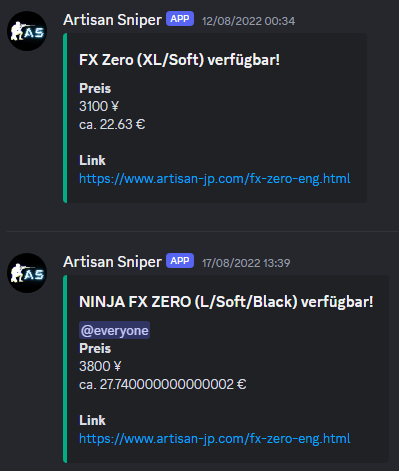 Artisan Sniper APP 12/08/2022 00:34
AS
FX Zero (XL/Soft) verfügbar!
Preis
3100 ¥
ca. 22.63 €
Link
https://www.artisan-jp.com/fx-zero-eng.html
Artisan Sniper APP 17/08/2022 13:39
AS
NINJA FX ZERO (L/Soft/Black) verfügbar!
@everyone
Preis
3800 ¥
ca. 27.740000000000002 €
Link
https://www.artisan-jp.com/fx-zero-eng.html